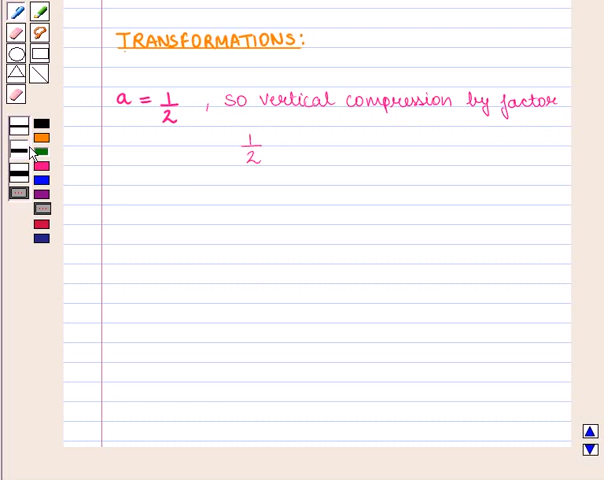 TRANSFORMATIONS:
a = 1/2 , so vertical compression by factor
1/2